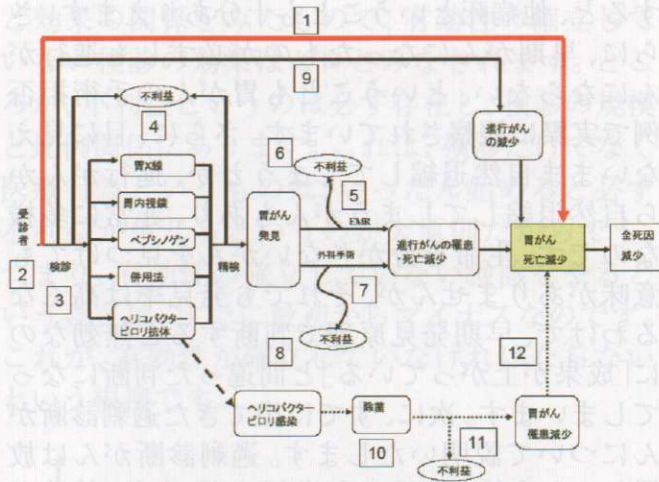 1
9
不利益
4
進行がん
の減少
6
不利益
5
胃X線
胃内視鏡
ペプシノゲン
併用法
ヘリコバクター
ピロリ抗体
受診者
2
検診
3
精検
胃がん
発見
EMR
外科手術
進行がんの罹患
・死亡減少
胃がん
死亡減少
全死因
減少
7
不利益
8
12
ヘリコバクター
ピロリ感染
除菌
10
11
不利益
胃がん
罹患減少